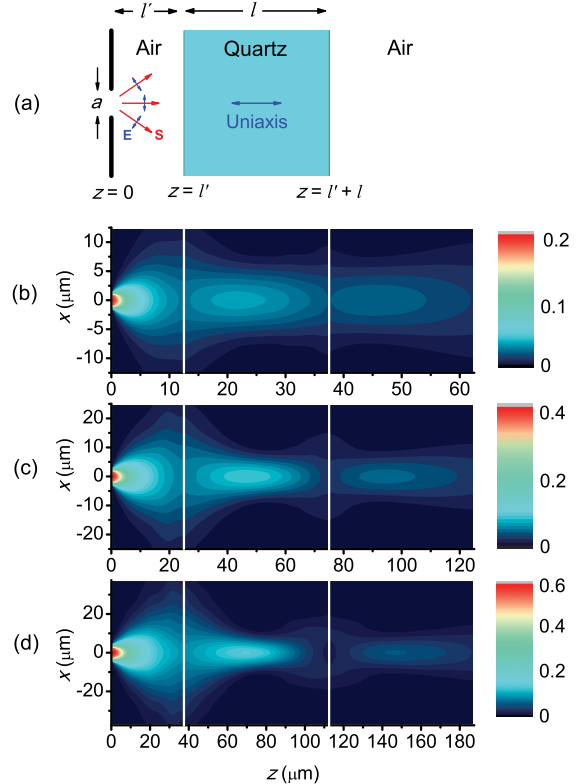 l′ l
Air Quartz Air
(a) a E S Uniaxis
z = 0 z = l′ z = l′ + l
(b) x (μm) 10 5 0 -5 -10
0 10 20 30 40 50 60
0.2 0.1 0
(c) x (μm) 20 10 0 -10 -20
0 20 40 60 80 100 120
0.4 0.2 0
(d) x (μm) 20 0 -20
0 20 40 60 80 100 120 140 160 180
0.6 0.4 0.2 0
z (μm)